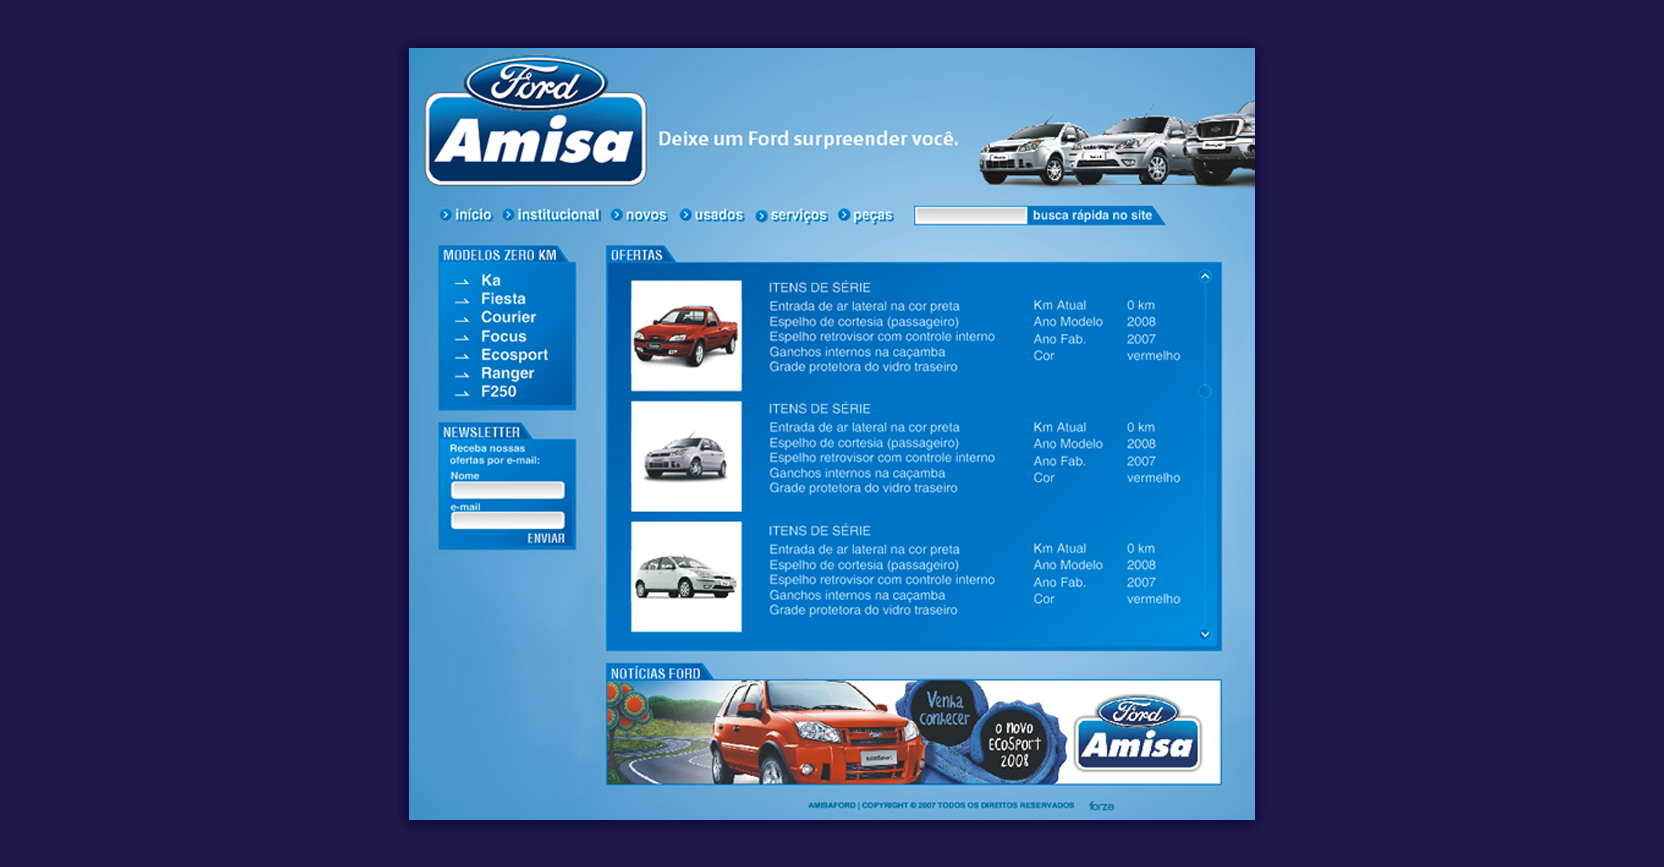 Ford
Amisa
Deixe um Ford surpreender você.
início institucional novos usados serviços peças busca rápida no site
MODELOS ZERO KM
Ka
Fiesta
Courier
Focus
Ecosport
Ranger
F250
NEWSLETTER
Receba nossas
ofertas por e-mail:
Nome
e-mail
ENVIAR
OFERTAS
ITENS DE SÉRIE
Entrada de ar lateral na cor preta
Espelho de cortesia (passageiro)
Espelho retrovisor com controle interno
Ganchos internos na caçamba
Grade protetora do vidro traseiro
Km Atual 0 km
Ano Modelo 2008
Ano Fab. 2007
Cor vermelho
ITENS DE SÉRIE
Entrada de ar lateral na cor preta
Espelho de cortesia (passageiro)
Espelho retrovisor com controle interno
Ganchos internos na caçamba
Grade protetora do vidro traseiro
Km Atual 0 km
Ano Modelo 2008
Ano Fab. 2007
Cor vermelho
ITENS DE SÉRIE
Entrada de ar lateral na cor preta
Espelho de cortesia (passageiro)
Espelho retrovisor com controle interno
Ganchos internos na caçamba
Grade protetora do vidro traseiro
Km Atual 0 km
Ano Modelo 2008
Ano Fab. 2007
Cor vermelho
NOTÍCIAS FORD
Venha
conhecer
o novo
ECOSPORT
2008
EcoSport
Ford
Amisa
AMISAFORD | COPYRIGHT © 2007 TODOS OS DIREITOS RESERVADOS forza